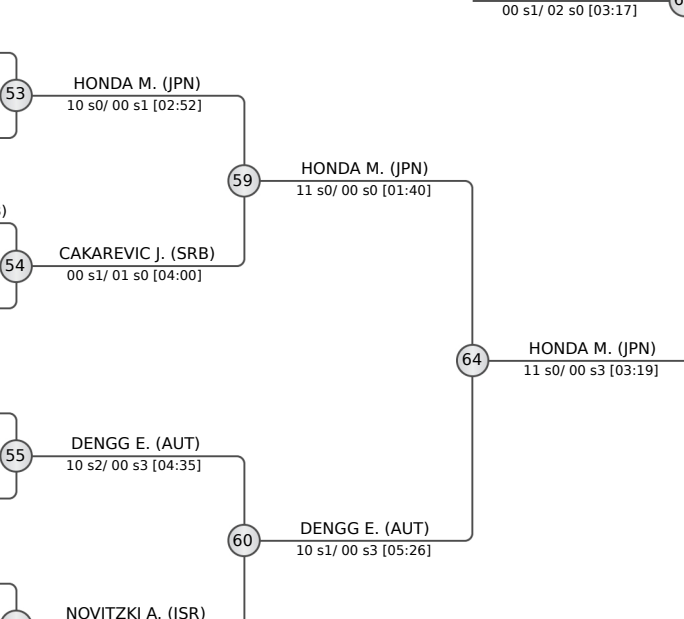 00 s1/ 02 s0 [03:17]
53
HONDA M. (JPN)
10 s0/ 00 s1 [02:52]
59
HONDA M. (JPN)
11 s0/ 00 s0 [01:40]
54
CAKAREVIC J. (SRB)
00 s1/ 01 s0 [04:00]
64
HONDA M. (JPN)
11 s0/ 00 s3 [03:19]
55
DENGG E. (AUT)
10 s2/ 00 s3 [04:35]
60
DENGG E. (AUT)
10 s1/ 00 s3 [05:26]
NOVITZKI A. (ISR)